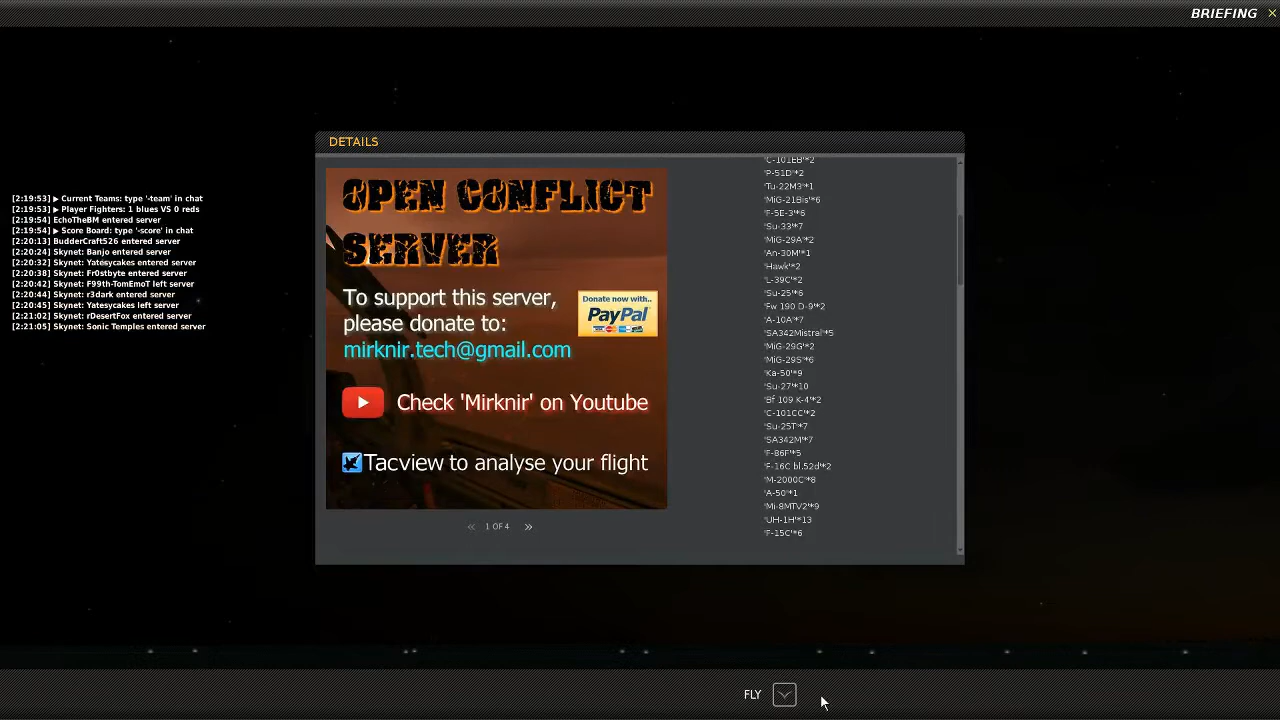 BRIEFING ×
DETAILS
[2:19:53] ▶ Current Teams: type '-team' in chat
[2:19:53] ▶ Player Fighters: 1 blues VS 0 reds
[2:19:54] EchoTheBM entered server
[2:19:54] ▶ Score Board: type '-score' in chat
[2:20:13] BudderCraft526 entered server
[2:20:24] Skynet: Banjo entered server
[2:20:32] Skynet: Yatesycakes entered server
[2:20:38] Skynet: Fr0stbyte entered server
[2:20:42] Skynet: F99th-TomEmoT left server
[2:20:44] Skynet: r3dark entered server
[2:20:45] Skynet: Yatesycakes left server
[2:21:02] Skynet: rDesertFox entered server
[2:21:05] Skynet: Sonic Temples entered server
OPEN CONFLICT
SERVER
To support this server,
please donate to:
mirknir.tech@gmail.com
Donate now with..
PayPal
Check 'Mirknir' on Youtube
Tacview to analyse your flight
« 1 OF 4 »
'C-101EB'*2
'P-51D'*2
'Tu-22M3'*1
'MiG-21Bis'*6
'F-5E-3'*6
'Su-33'*7
'MiG-29A'*2
'An-30M'*1
'Hawk'*2
'L-39C'*2
'Su-25'*6
'Fw 190 D-9'*2
'A-10A'*7
'SA342Mistral'*5
'MiG-29G'*2
'MiG-29S'*6
'Ka-50'*9
'Su-27'*10
'Bf 109 K-4'*2
'C-101CC'*2
'Su-25T'*7
'SA342M'*7
'F-86F'*5
'F-16C bl.52d'*2
'M-2000C'*8
'A-50'*1
'Mi-8MTV2'*9
'UH-1H'*13
'F-15C'*6
FLY